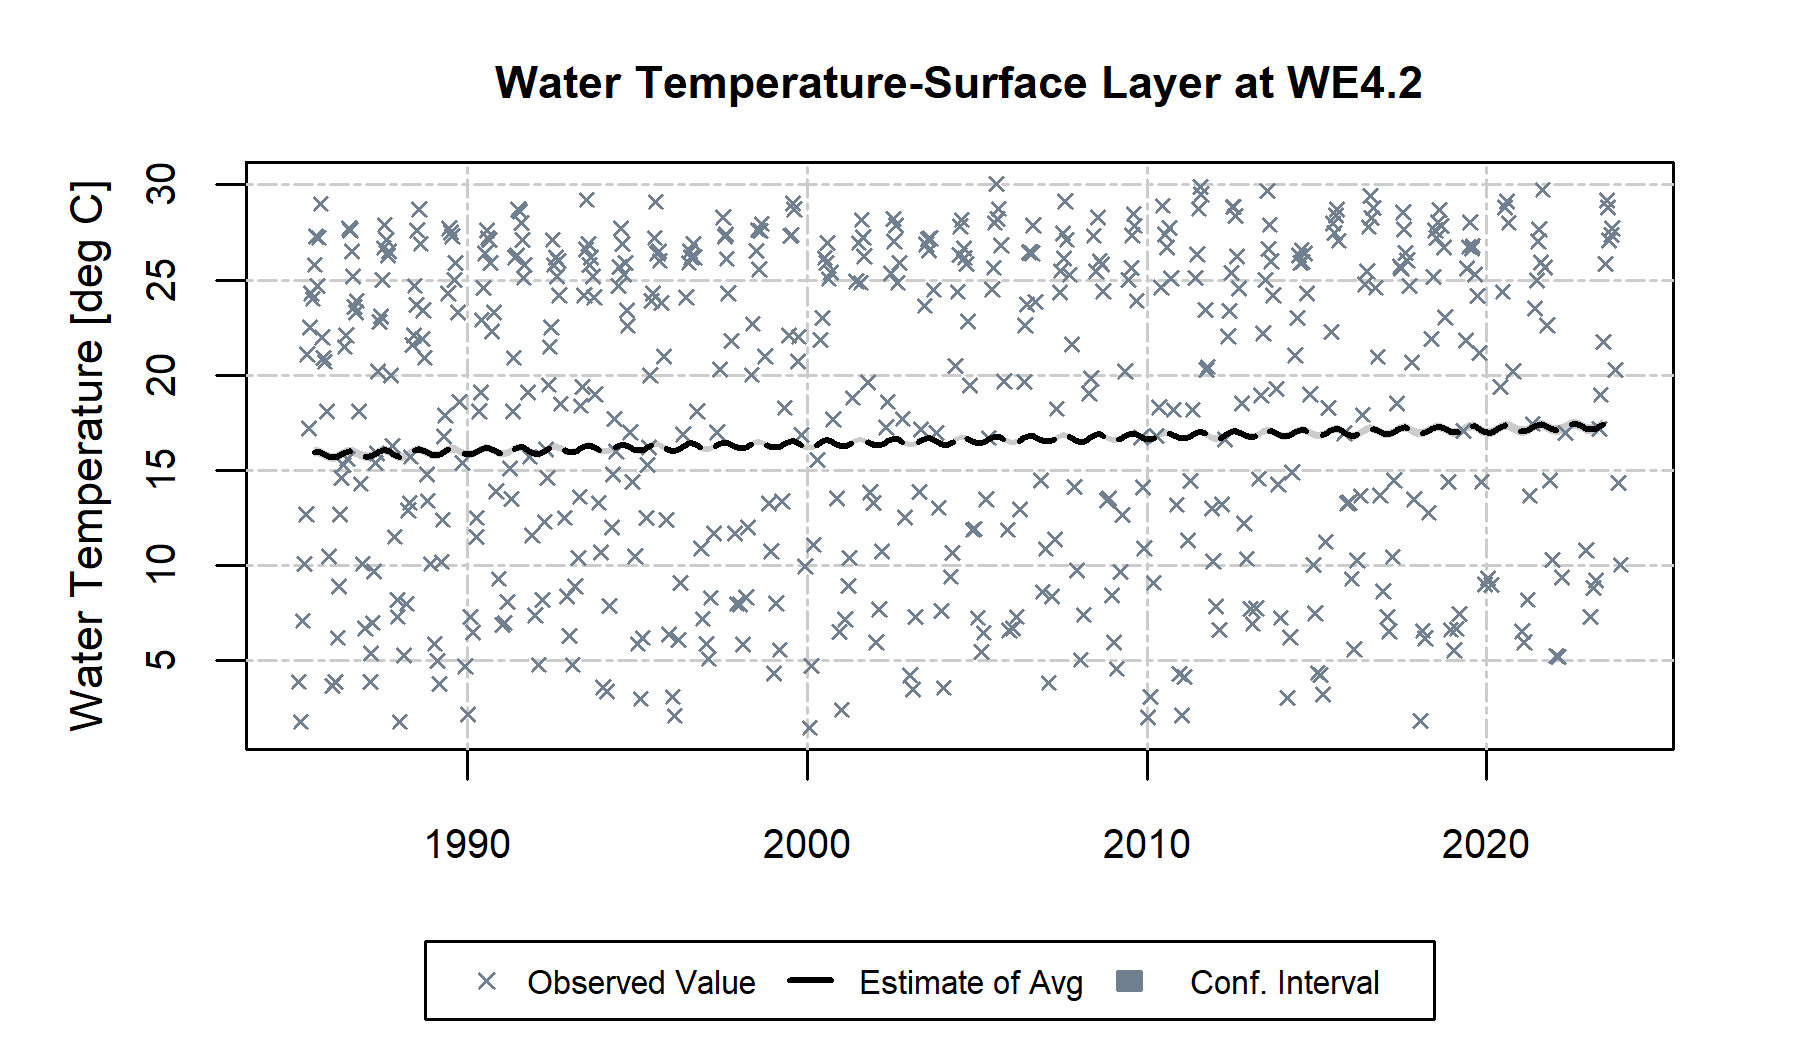 Water Temperature-Surface Layer at WE4.2
Water Temperature [deg C]
30
25
20
15
10
5
1990 2000 2010 2020
Observed Value Estimate of Avg Conf. Interval